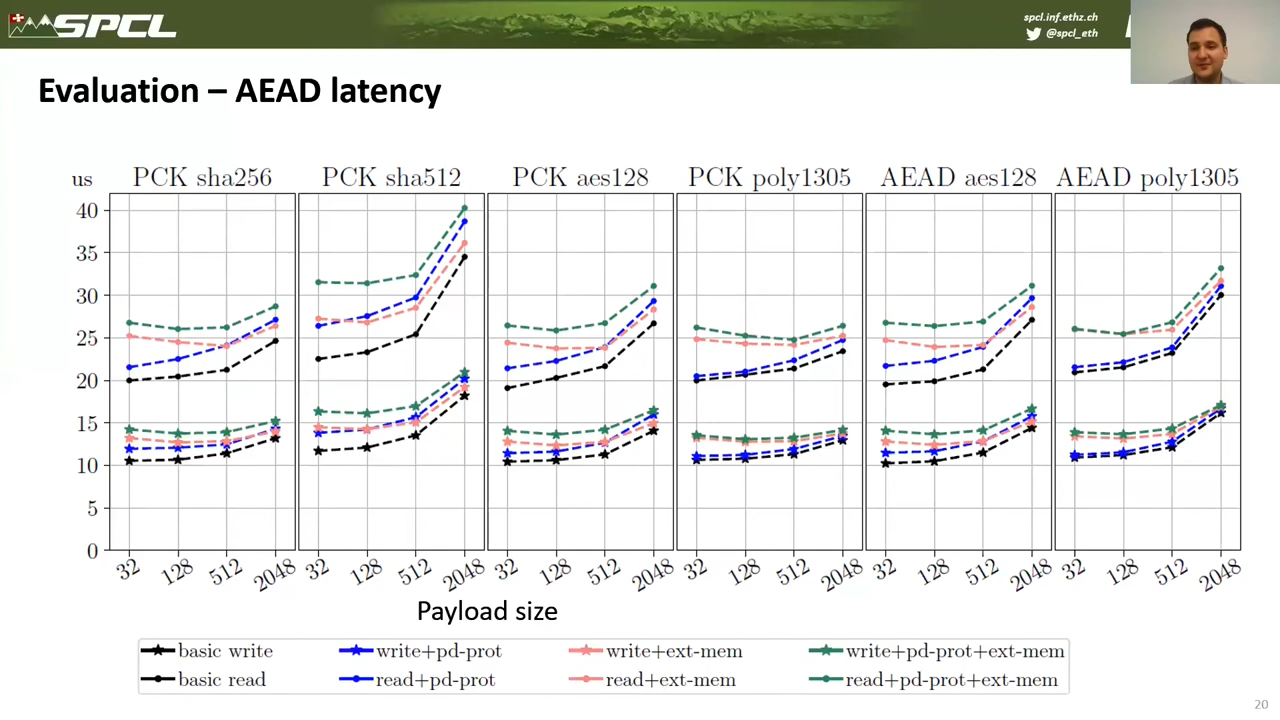 SPCL
spcl.inf.ethz.ch
@spcl_eth
Evaluation – AEAD latency
us
PCK sha256
PCK sha512
PCK aes128
PCK poly1305
AEAD aes128
AEAD poly1305
40
35
30
25
20
15
10
5
0
32 128 512 2048
32 128 512 2048
32 128 512 2048
32 128 512 2048
32 128 512 2048
32 128 512 2048
Payload size
basic write
write+pd-prot
write+ext-mem
write+pd-prot+ext-mem
basic read
read+pd-prot
read+ext-mem
read+pd-prot+ext-mem
20